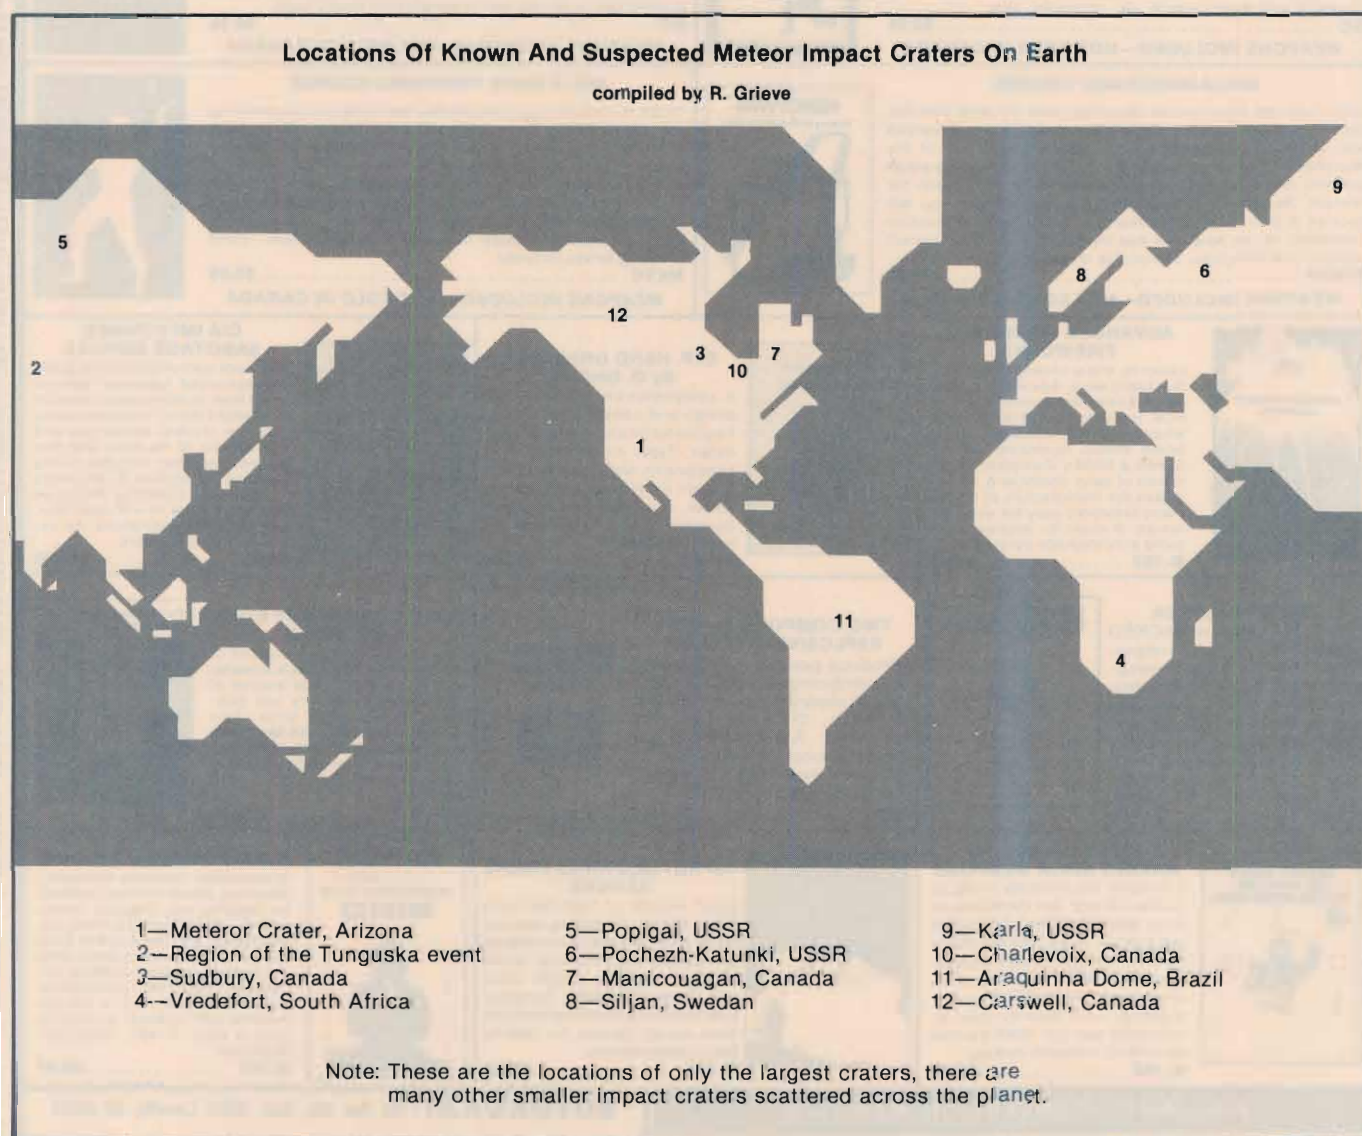 Locations Of Known And Suspected Meteor Impact Craters On Earth
compiled by R. Grieve
9
5
8
6
12
3
7
2
10
1
11
4
1—Meteror Crater, Arizona
2—Region of the Tunguska event
3—Sudbury, Canada
4—Vredefort, South Africa
5—Popigai, USSR
6—Pochezh-Katunki, USSR
7—Manicouagan, Canada
8—Siljan, Swedan
9—Karla, USSR
10—Charlevoix, Canada
11—Araquinha Dome, Brazil
12—Carswell, Canada
Note: These are the locations of only the largest craters, there are
many other smaller impact craters scattered across the planet.